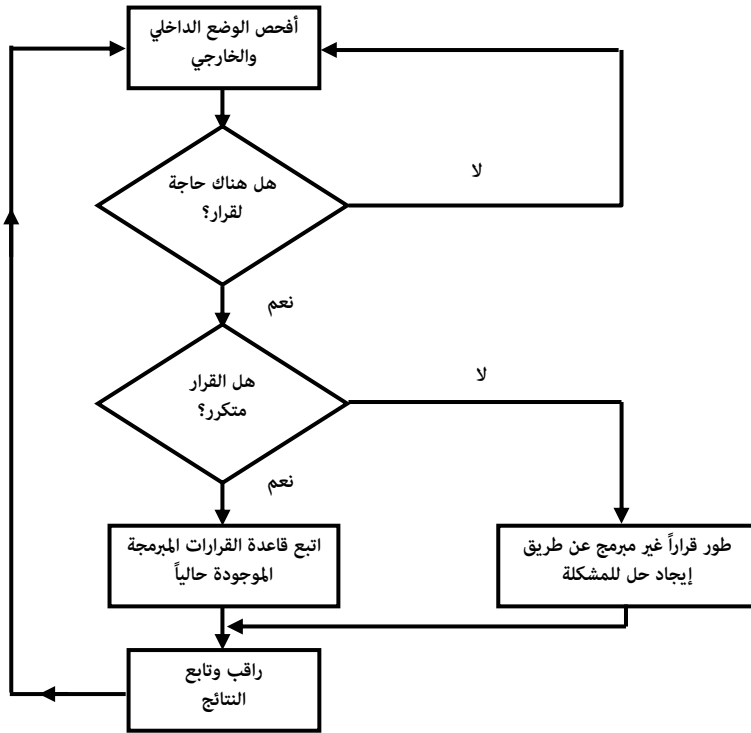 أفحص الوضع الداخلي
والخارجي
هل هناك حاجة
لقرار؟
لا
نعم
هل القرار
متكرر؟
لا
نعم
اتبع قاعدة القرارات المبرمجة
الموجودة حالياً
طور قراراً غير مبرمج عن طريق
إيجاد حل للمشكلة
راقب وتابع
النتائج